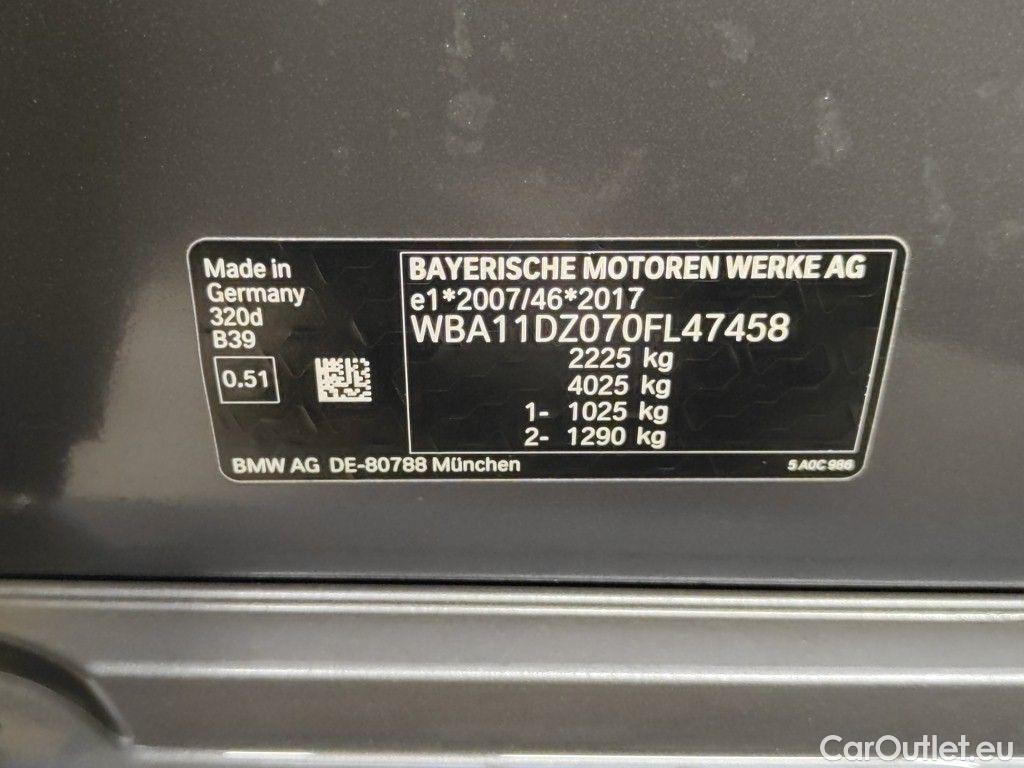 Made in
Germany
320d
B39
0.51
BAYERISCHE MOTOREN WERKE AG
e1*2007/46*2017
WBA11DZ070FL47458
2225 kg
4025 kg
1- 1025 kg
2- 1290 kg
BMW AG DE-80788 München
5 A0C 986
CarOutlet.eu